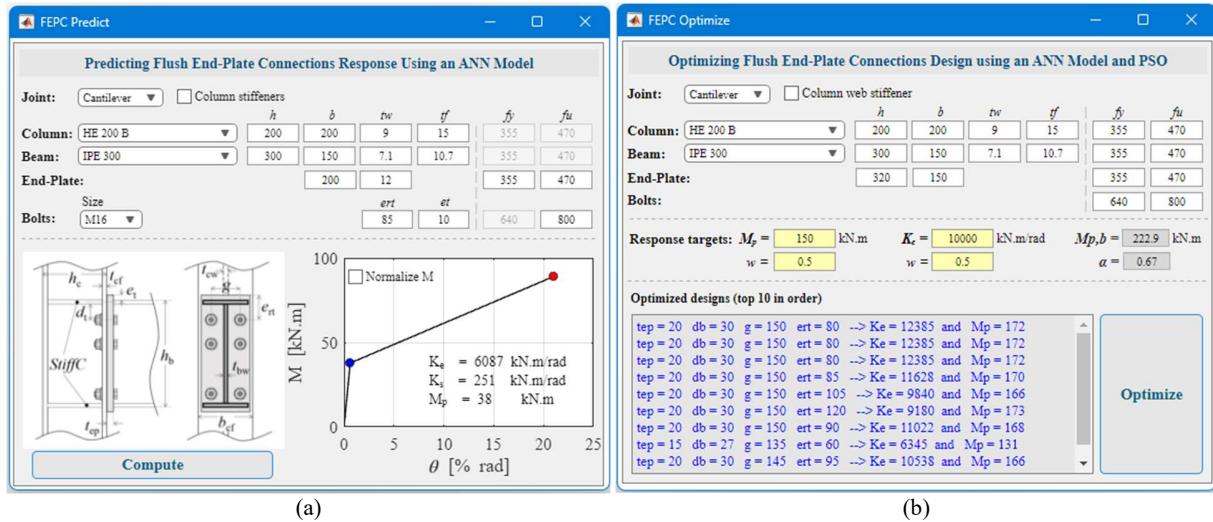 FEPC Predict
Predicting Flush End-Plate Connections Response Using an ANN Model
Joint: Cantilever Column stiffeners
h b tw tf fy fu
Column: HE 200 B 200 200 9 15 355 470
Beam: IPE 300 300 150 7.1 10.7 355 470
End-Plate: 200 12 355 470
Size ert et
Bolts: M16 85 10 640 800
hc tcf et dt StiffC hb tep
tcw g ert tbw bcf
Normalize M
M [kN.m]
100
50
0
Ke = 6087 kN.m/rad
Ks = 251 kN.m/rad
Mp = 38 kN.m
0 5 10 15 20 25
θ [% rad]
Compute
(a)
FEPC Optimize
Optimizing Flush End-Plate Connections Design using an ANN Model and PSO
Joint: Cantilever Column web stiffener
h b tw tf fy fu
Column: HE 200 B 200 200 9 15 355 470
Beam: IPE 300 300 150 7.1 10.7 355 470
End-Plate: 320 150 355 470
Bolts: 640 800
Response targets: Mp = 150 kN.m Ke = 10000 kN.m/rad Mp,b = 222.9 kN.m
w = 0.5 w = 0.5 α = 0.67
Optimized designs (top 10 in order)
tep = 20 db = 30 g = 150 ert = 80 --> Ke = 12385 and Mp = 172
tep = 20 db = 30 g = 150 ert = 80 --> Ke = 12385 and Mp = 172
tep = 20 db = 30 g = 150 ert = 80 --> Ke = 12385 and Mp = 172
tep = 20 db = 30 g = 150 ert = 85 --> Ke = 11628 and Mp = 170
tep = 20 db = 30 g = 150 ert = 105 --> Ke = 9840 and Mp = 166
tep = 20 db = 30 g = 150 ert = 120 --> Ke = 9180 and Mp = 173
tep = 20 db = 30 g = 150 ert = 90 --> Ke = 11022 and Mp = 168
tep = 15 db = 27 g = 135 ert = 60 --> Ke = 6345 and Mp = 131
tep = 20 db = 30 g = 145 ert = 95 --> Ke = 10538 and Mp = 166
Optimize
(b)